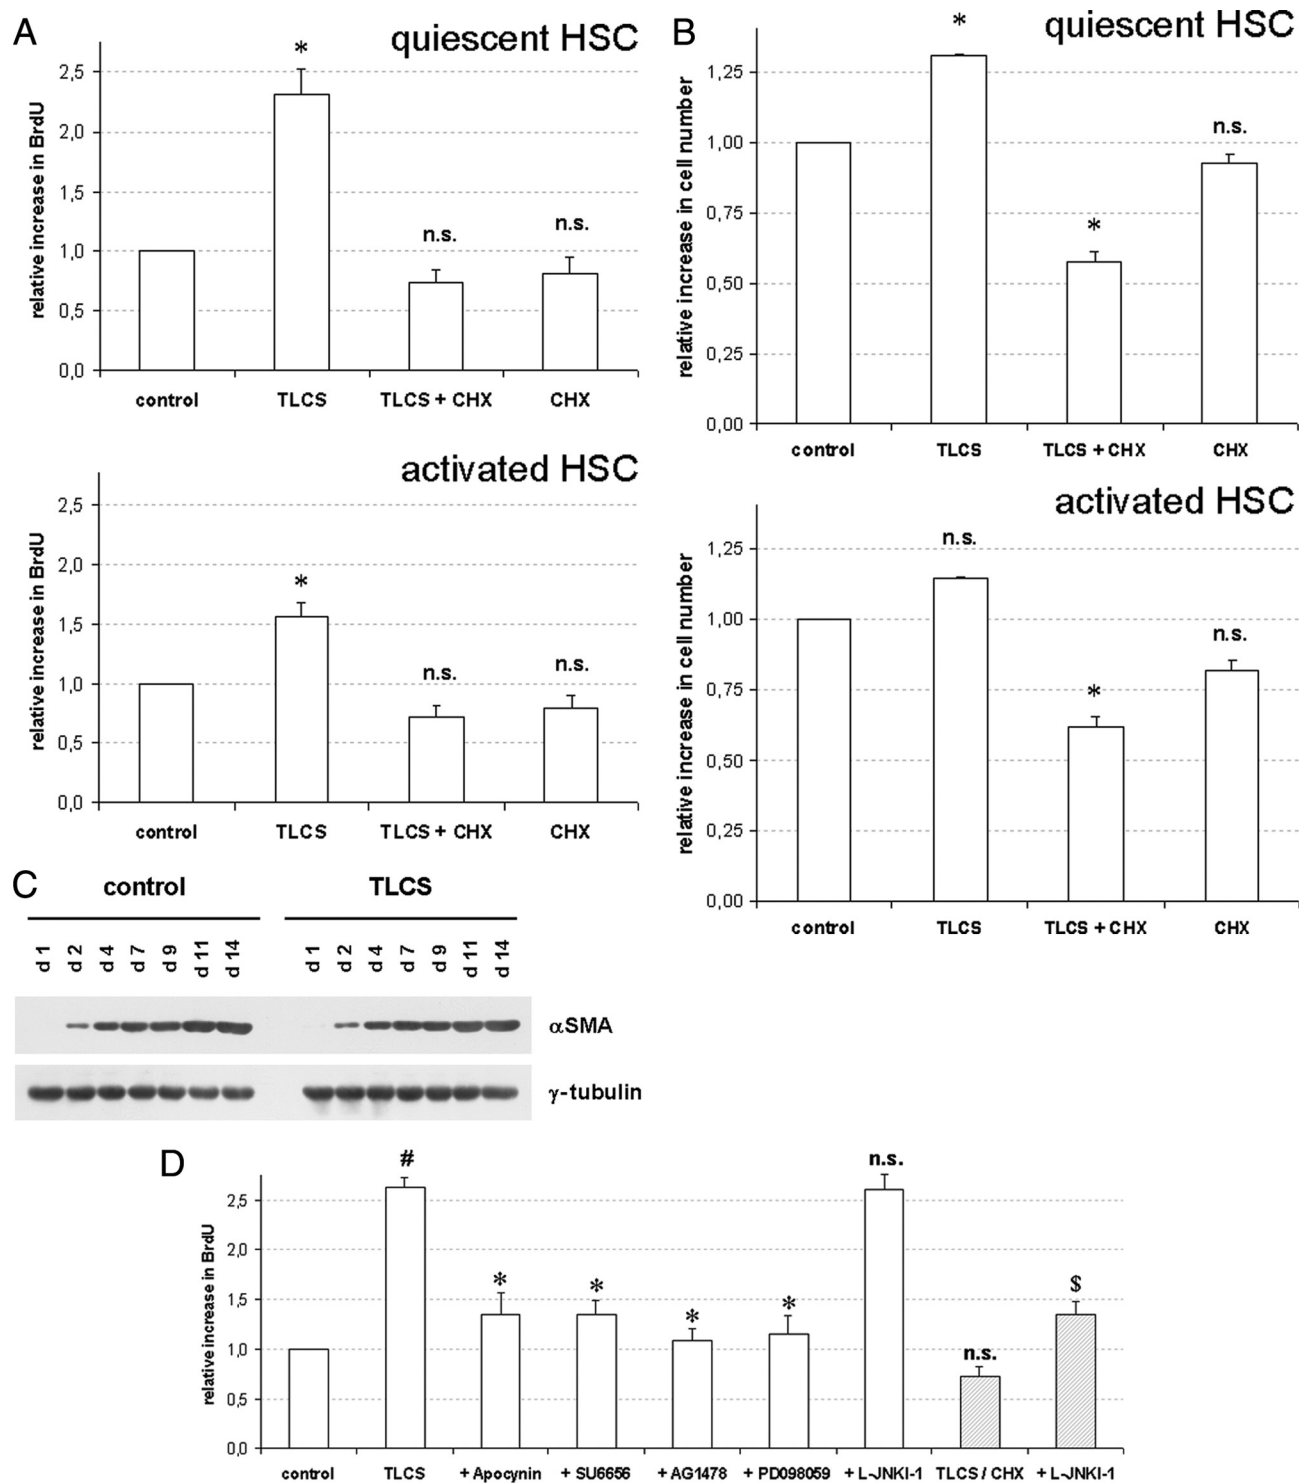 A
quiescent HSC
relative increase in BrdU
2,5
2,0
1,5
1,0
0,5
0,0
*
n.s.
n.s.
control TLCS TLCS + CHX CHX
activated HSC
relative increase in BrdU
2,5
2,0
1,5
1,0
0,5
0,0
*
n.s.
n.s.
control TLCS TLCS + CHX CHX
B
quiescent HSC
relative increase in cell number
1,25
1,00
0,75
0,50
0,25
0,00
*
*
n.s.
control TLCS TLCS + CHX CHX
activated HSC
relative increase in cell number
1,25
1,00
0,75
0,50
0,25
0,00
n.s.
*
n.s.
control TLCS TLCS + CHX CHX
C
control TLCS
d 1 d 2 d 4 d 7 d 9 d 11 d 14 d 1 d 2 d 4 d 7 d 9 d 11 d 14
αSMA
γ-tubulin
D
relative increase in BrdU
2,5
2,0
1,5
1,0
0,5
0,0
#
*
*
*
*
n.s.
n.s.
$
control TLCS + Apocynin + SU6656 + AG1478 + PD098059 + L-JNKI-1 TLCS / CHX + L-JNKI-1